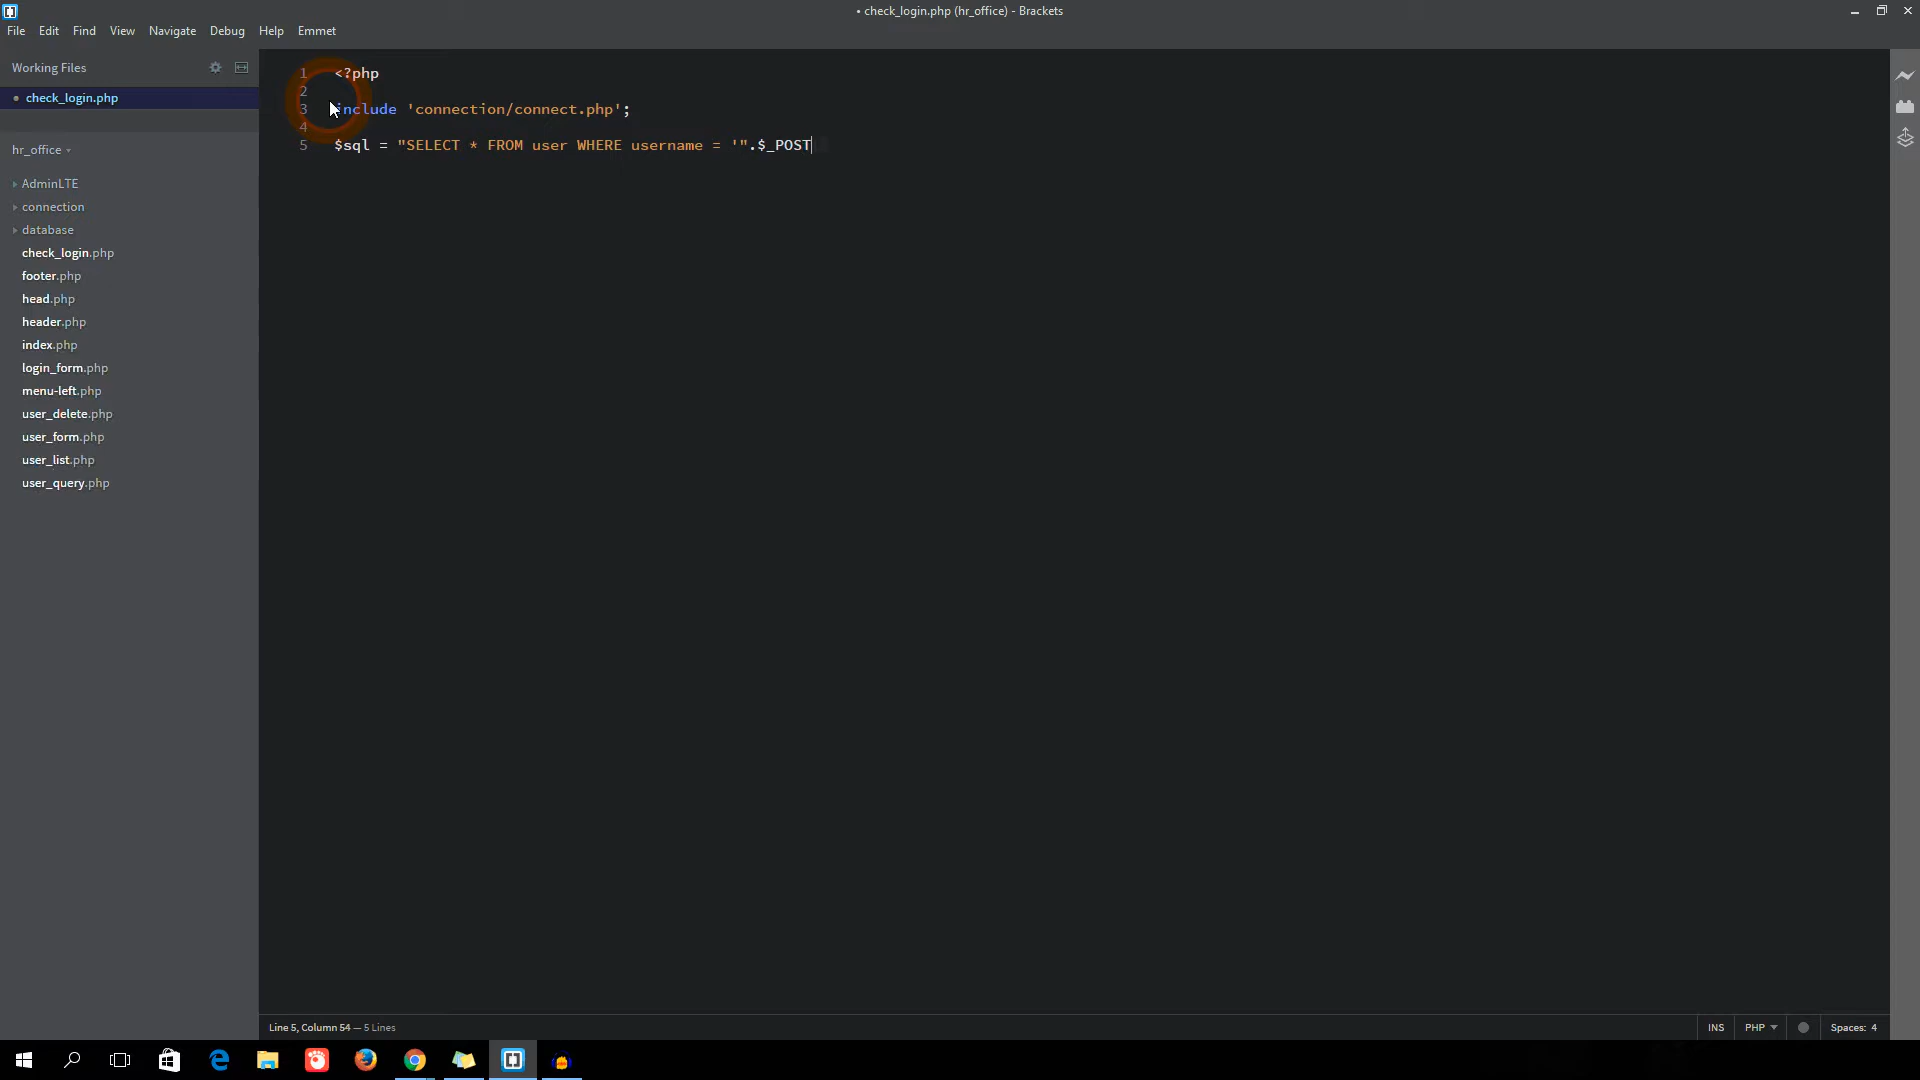 • check_login.php (hr_office) - Brackets
File Edit Find View Navigate Debug Help Emmet
Working Files
• check_login.php
hr_office
AdminLTE
connection
database
check_login.php
footer.php
head.php
header.php
index.php
login_form.php
menu-left.php
user_delete.php
user_form.php
user_list.php
user_query.php
1 <?php
2
3 include 'connection/connect.php';
4
5 $sql = "SELECT * FROM user WHERE username = '".$_POST
Line 5, Column 54 — 5 Lines
INS PHP Spaces: 4